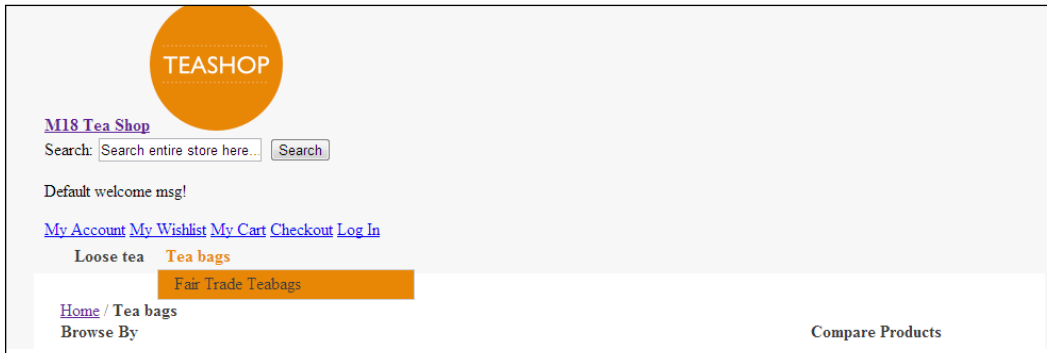 TEASHOP
M18 Tea Shop
Search: Search entire store here... Search
Default welcome msg!
My Account My Wishlist My Cart Checkout Log In
Loose tea Tea bags
Fair Trade Teabags
Home / Tea bags
Browse By Compare Products